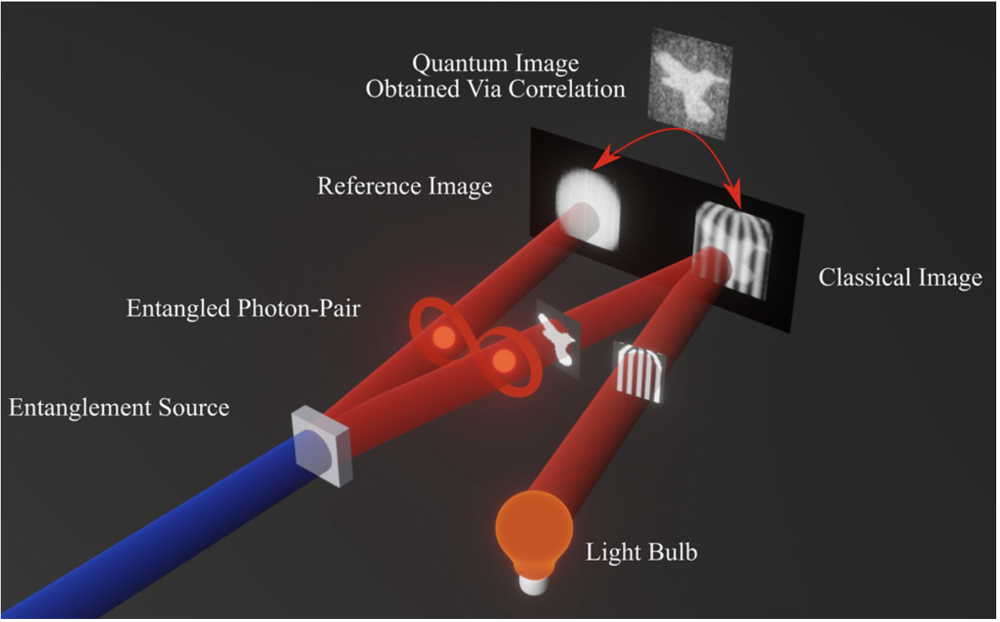 Quantum Image
Obtained Via Correlation
Reference Image
Classical Image
Entangled Photon-Pair
Entanglement Source
Light Bulb